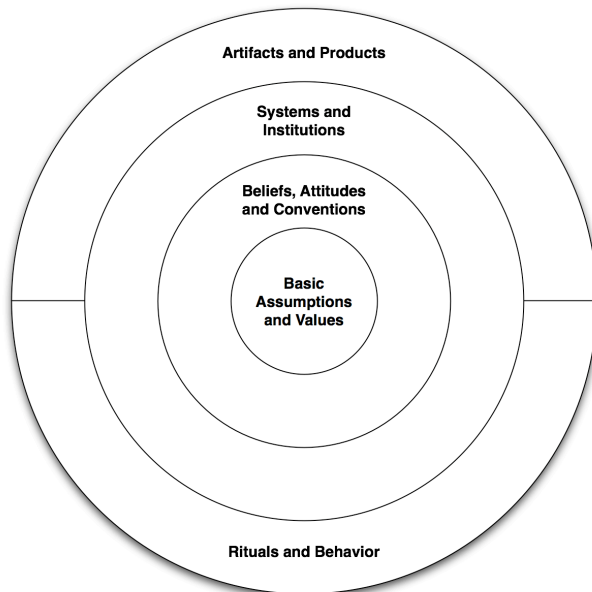 Artifacts and Products
Systems and
Institutions
Beliefs, Attitudes
and Conventions
Basic
Assumptions
and Values
Rituals and Behavior